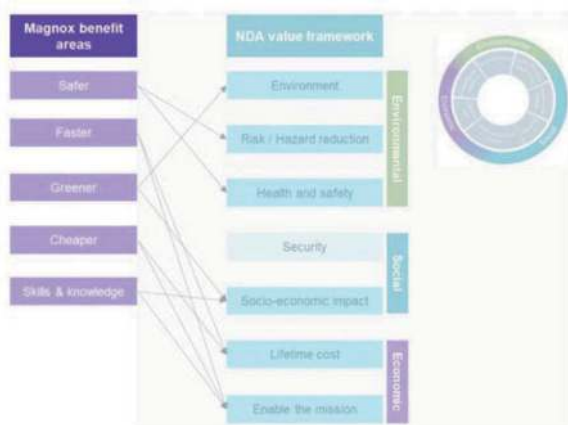 Magnox benefit
areas
NDA value framework
Safer
Environment
Faster
Risk / Hazard reduction
Greener
Health and safety
Environmental
Cheaper
Security
Skills & knowledge
Socio-economic impact
Social
Lifetime cost
Enable the mission
Economic
Environmental